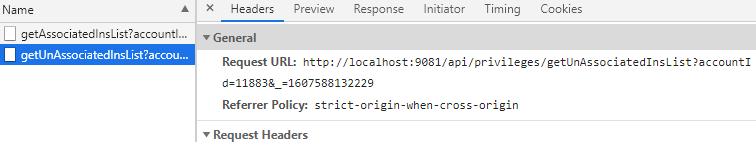 Name
Headers Preview Response Initiator Timing Cookies
getAssociatedInsList?accountI...
getUnAssociatedInsList?accou...
General
Request URL: http://localhost:9081/api/privileges/getUnAssociatedInsList?accountI
d=11883&_=1607588132229
Referrer Policy: strict-origin-when-cross-origin
Request Headers